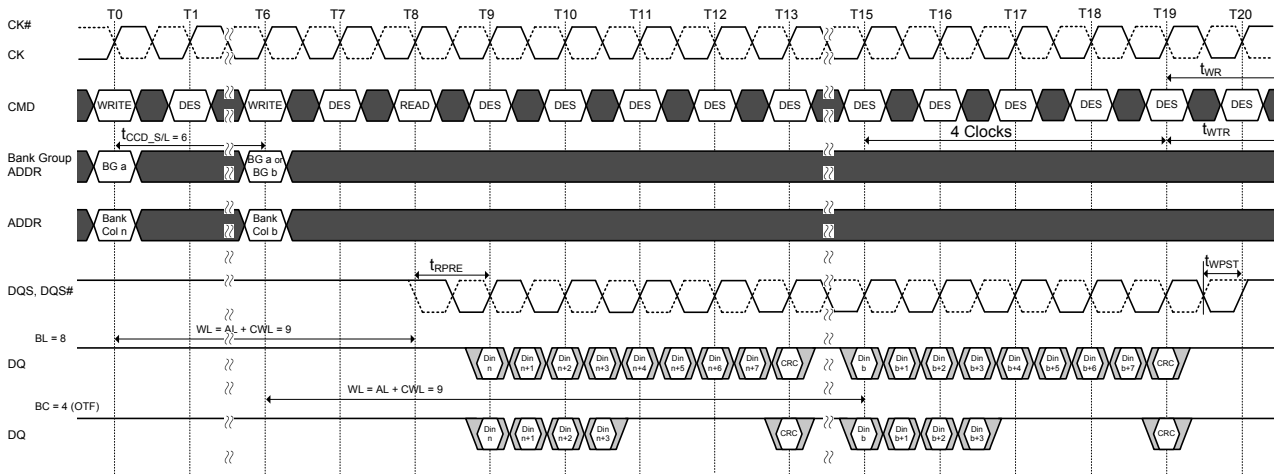 T0 T1 T6 T7 T8 T9 T10 T11 T12 T13 T15 T16 T17 T18 T19 T20
CK#
CK
tWR
CMD
WRITE DES WRITE DES READ DES DES DES DES DES DES DES DES DES DES DES
tCCD_S/L = 6
4 Clocks
tWTR
Bank Group
ADDR
BG a
BG a or
BG b
ADDR
Bank
Col n
Bank
Col b
tRPRE
tWPST
DQS, DQS#
WL = AL + CWL = 9
BL = 8
DQ
Din n Din n+1 Din n+2 Din n+3 Din n+4 Din n+5 Din n+6 Din n+7 CRC Din b Din b+1 Din b+2 Din b+3 Din b+4 Din b+5 Din b+6 Din b+7 CRC
WL = AL + CWL = 9
BC = 4 (OTF)
DQ
Din n Din n+1 Din n+2 Din n+3 CRC Din b Din b+1 Din b+2 Din b+3 CRC